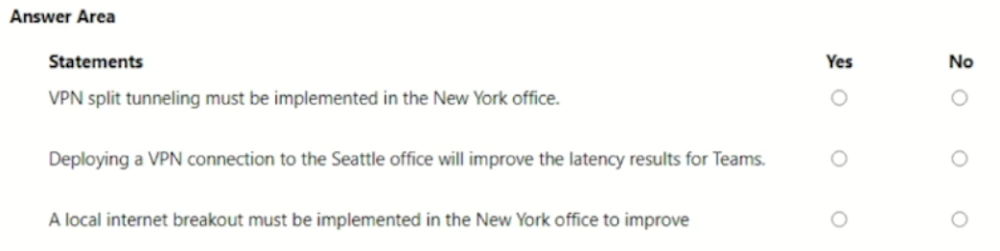 Answer Area
Statements Yes No
VPN split tunneling must be implemented in the New York office.
Deploying a VPN connection to the Seattle office will improve the latency results for Teams.
A local internet breakout must be implemented in the New York office to improve